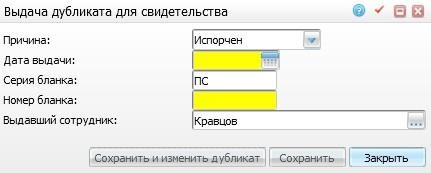 Выдача дубликата для свидетельства
Причина: Испорчен
Дата выдачи:
Серия бланка: ПС
Номер бланка:
Выдавший сотрудник: Кравцов
Сохранить и изменить дубликат Сохранить Закрыть